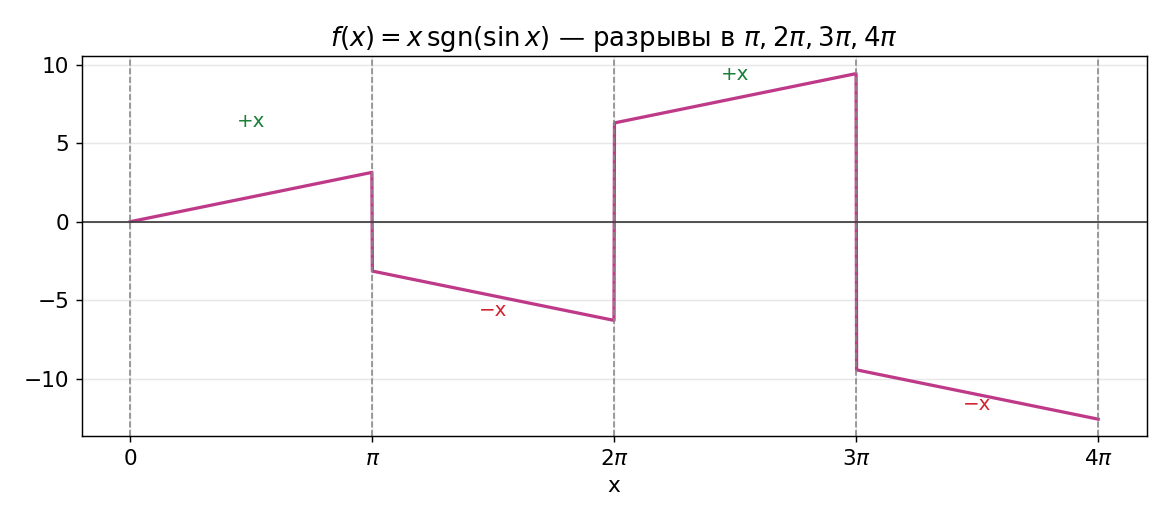 f(x) = x sgn(sin x) — разрывы в π, 2π, 3π, 4π
10
5
0
−5
−10
+x
−x
+x
−x
0 π 2π 3π 4π
x